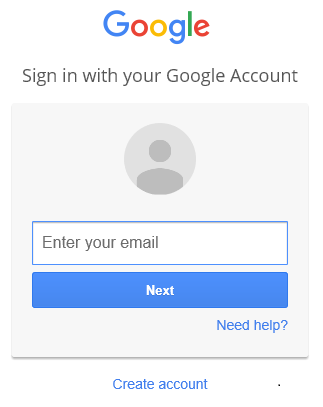 Google
Sign in with your Google Account
Enter your email
Next
Need help?
Create account
.